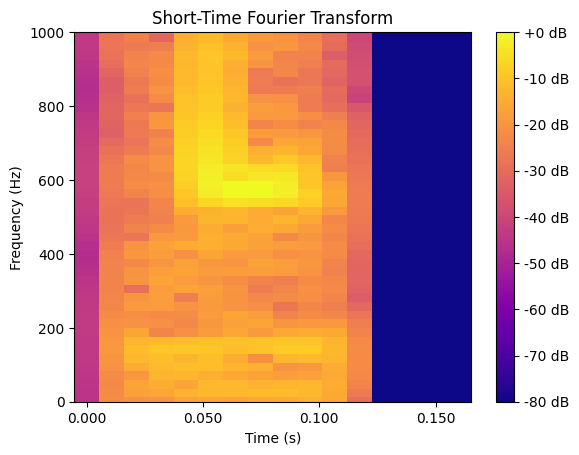 Short-Time Fourier Transform
Frequency (Hz)
1000
800
600
400
200
0
0.000
0.050
0.100
0.150
Time (s)
+0 dB
-10 dB
-20 dB
-30 dB
-40 dB
-50 dB
-60 dB
-70 dB
-80 dB